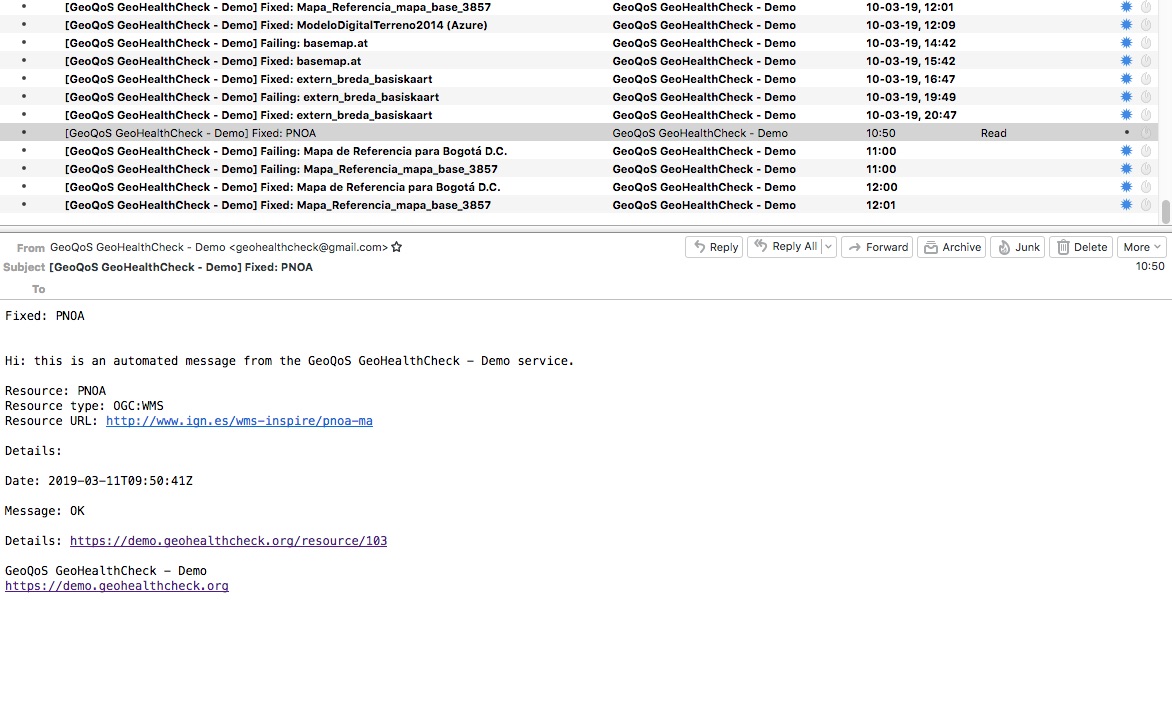 [GeoQoS GeoHealthCheck - Demo] Fixed: Mapa_Referencia_mapa_base_3857 GeoQoS GeoHealthCheck - Demo 10-03-19, 12:01
[GeoQoS GeoHealthCheck - Demo] Fixed: ModeloDigitalTerreno2014 (Azure) GeoQoS GeoHealthCheck - Demo 10-03-19, 12:09
[GeoQoS GeoHealthCheck - Demo] Failing: basemap.at GeoQoS GeoHealthCheck - Demo 10-03-19, 14:42
[GeoQoS GeoHealthCheck - Demo] Fixed: basemap.at GeoQoS GeoHealthCheck - Demo 10-03-19, 15:42
[GeoQoS GeoHealthCheck - Demo] Fixed: extern_breda_basiskaart GeoQoS GeoHealthCheck - Demo 10-03-19, 16:47
[GeoQoS GeoHealthCheck - Demo] Failing: extern_breda_basiskaart GeoQoS GeoHealthCheck - Demo 10-03-19, 19:49
[GeoQoS GeoHealthCheck - Demo] Fixed: extern_breda_basiskaart GeoQoS GeoHealthCheck - Demo 10-03-19, 20:47
[GeoQoS GeoHealthCheck - Demo] Fixed: PNOA GeoQoS GeoHealthCheck - Demo 10:50 Read
[GeoQoS GeoHealthCheck - Demo] Failing: Mapa de Referencia para Bogotá D.C. GeoQoS GeoHealthCheck - Demo 11:00
[GeoQoS GeoHealthCheck - Demo] Failing: Mapa_Referencia_mapa_base_3857 GeoQoS GeoHealthCheck - Demo 11:00
[GeoQoS GeoHealthCheck - Demo] Fixed: Mapa de Referencia para Bogotá D.C. GeoQoS GeoHealthCheck - Demo 12:00
[GeoQoS GeoHealthCheck - Demo] Fixed: Mapa_Referencia_mapa_base_3857 GeoQoS GeoHealthCheck - Demo 12:01
From GeoQoS GeoHealthCheck - Demo <geohealthcheck@gmail.com> Reply Reply All Forward Archive Junk Delete More
Subject [GeoQoS GeoHealthCheck - Demo] Fixed: PNOA 10:50
To
Fixed: PNOA
Hi: this is an automated message from the GeoQoS GeoHealthCheck - Demo service.
Resource: PNOA
Resource type: OGC:WMS
Resource URL: http://www.ign.es/wms-inspire/pnoa-ma
Details:
Date: 2019-03-11T09:50:41Z
Message: OK
Details: https://demo.geohealthcheck.org/resource/103
GeoQoS GeoHealthCheck - Demo
https://demo.geohealthcheck.org